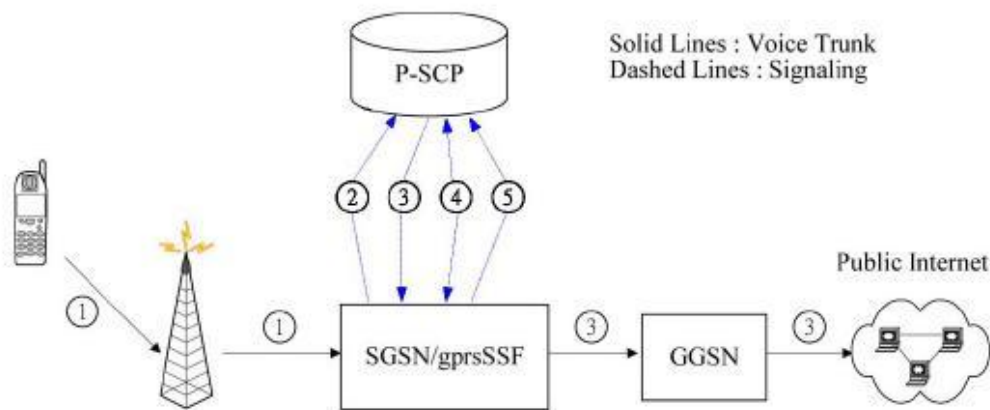 Solid Lines : Voice Trunk
Dashed Lines : Signaling
P-SCP
2 3 4 5
Public Internet
1
1
SGSN/gprsSSF
3
GGSN
3